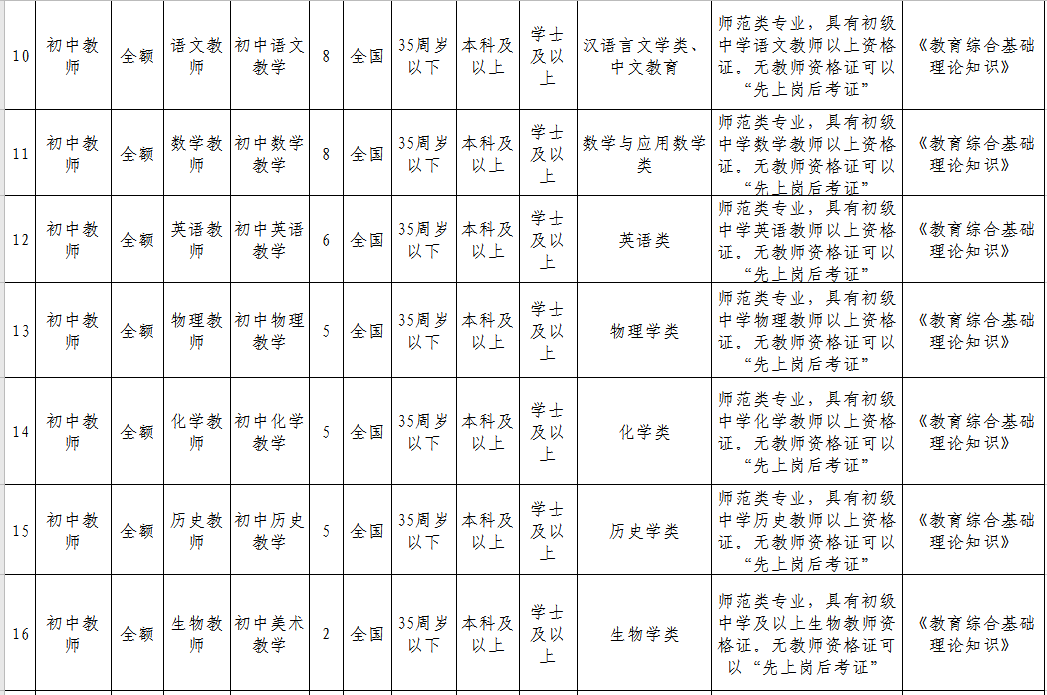 10
初中教
师
全额
语文教
师
初中语文
教学
8
全国
35周岁
以下
本科及
以上
学士
及以
上
汉语言文学类、
中文教育
师范类专业，具有初级
中学语文教师以上资格
证。无教师资格证可以
“先上岗后考证”
《教育综合基础
理论知识》
11
初中教
师
全额
数学教
师
初中数学
教学
8
全国
35周岁
以下
本科及
以上
学士
及以
上
数学与应用数学
类
师范类专业，具有初级
中学数学教师以上资格
证。无教师资格证可以
“先上岗后考证”
《教育综合基础
理论知识》
12
初中教
师
全额
英语教
师
初中英语
教学
6
全国
35周岁
以下
本科及
以上
学士
及以
上
英语类
师范类专业，具有初级
中学英语教师以上资格
证。无教师资格证可以
“先上岗后考证”
《教育综合基础
理论知识》
13
初中教
师
全额
物理教
师
初中物理
教学
5
全国
35周岁
以下
本科及
以上
学士
及以
上
物理学类
师范类专业，具有初级
中学物理教师以上资格
证。无教师资格证可以
“先上岗后考证”
《教育综合基础
理论知识》
14
初中教
师
全额
化学教
师
初中化学
教学
5
全国
35周岁
以下
本科及
以上
学士
及以
上
化学类
师范类专业，具有初级
中学化学教师以上资格
证。无教师资格证可以
“先上岗后考证”
《教育综合基础
理论知识》
15
初中教
师
全额
历史教
师
初中历史
教学
5
全国
35周岁
以下
本科及
以上
学士
及以
上
历史学类
师范类专业，具有初级
中学历史教师以上资格
证。无教师资格证可以
“先上岗后考证”
《教育综合基础
理论知识》
16
初中教
师
全额
生物教
师
初中美术
教学
2
全国
35周岁
以下
本科及
以上
学士
及以
上
生物学类
师范类专业，具有初级
中学及以上生物教师资
格证。无教师资格证可
以“先上岗后考证”
《教育综合基础
理论知识》